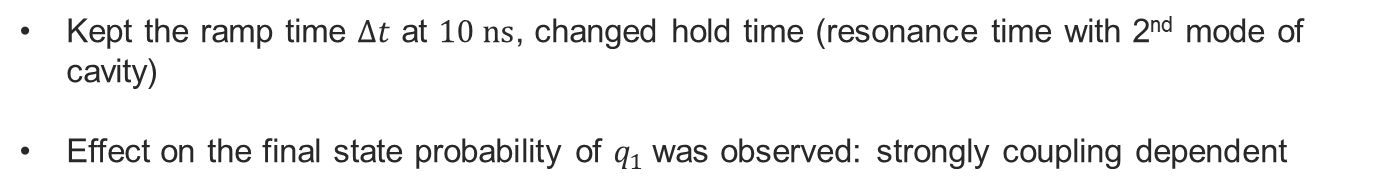 • Kept the ramp time Δt at 10 ns, changed hold time (resonance time with 2nd mode of
cavity)
• Effect on the final state probability of q₁ was observed: strongly coupling dependent